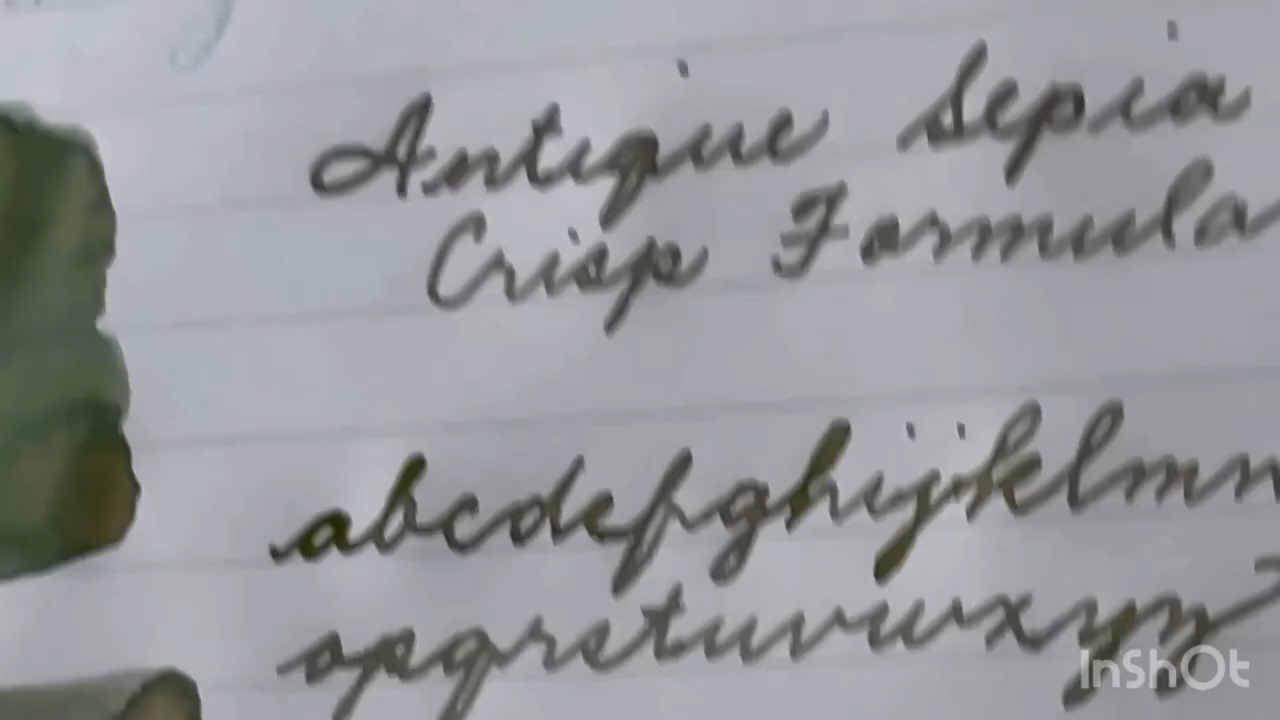 Antique Sepia
Crisp Formula
abcdefghijklmn
opqrstuvwxyz
InShOt